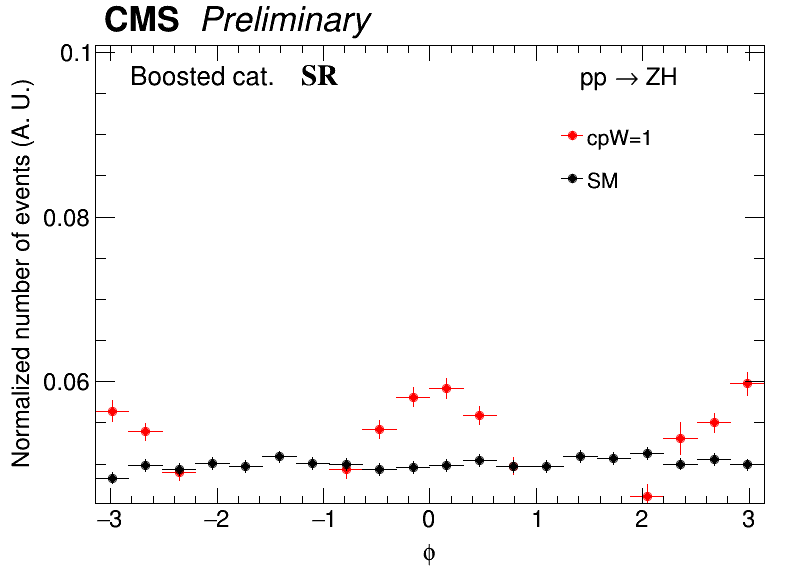 CMS Preliminary
Boosted cat. SR
pp → ZH
cpW=1
SM
Normalized number of events (A. U.)
0.1
0.08
0.06
−3 −2 −1 0 1 2 3
ϕ